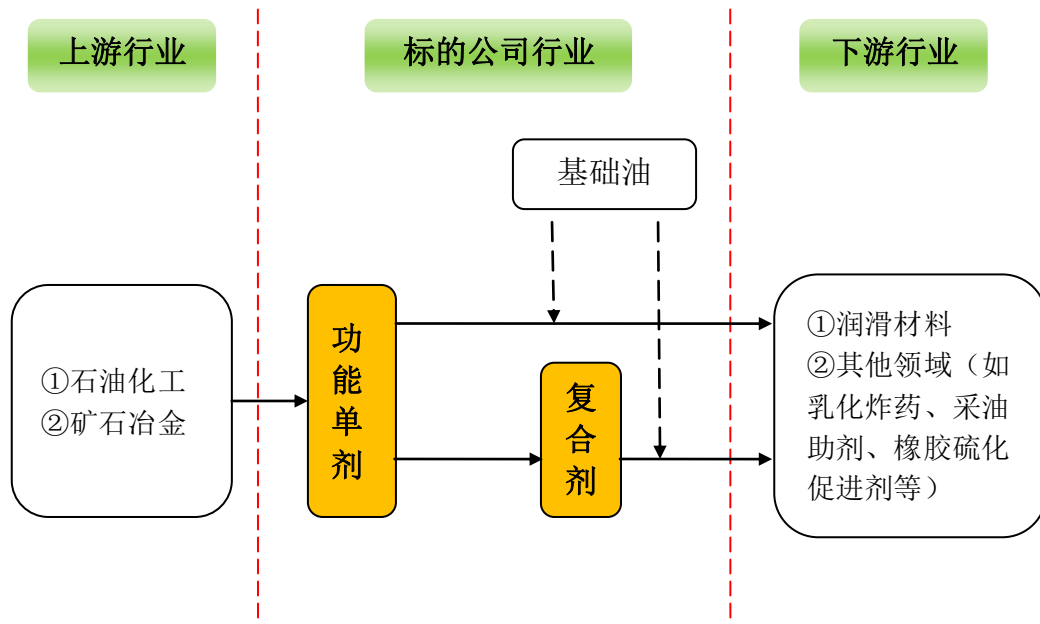 上游行业
标的公司行业
下游行业
基础油
①石油化工
②矿石冶金
功能单剂
复合剂
①润滑材料
②其他领域（如
乳化炸药、采油
助剂、橡胶硫化
促进剂等）